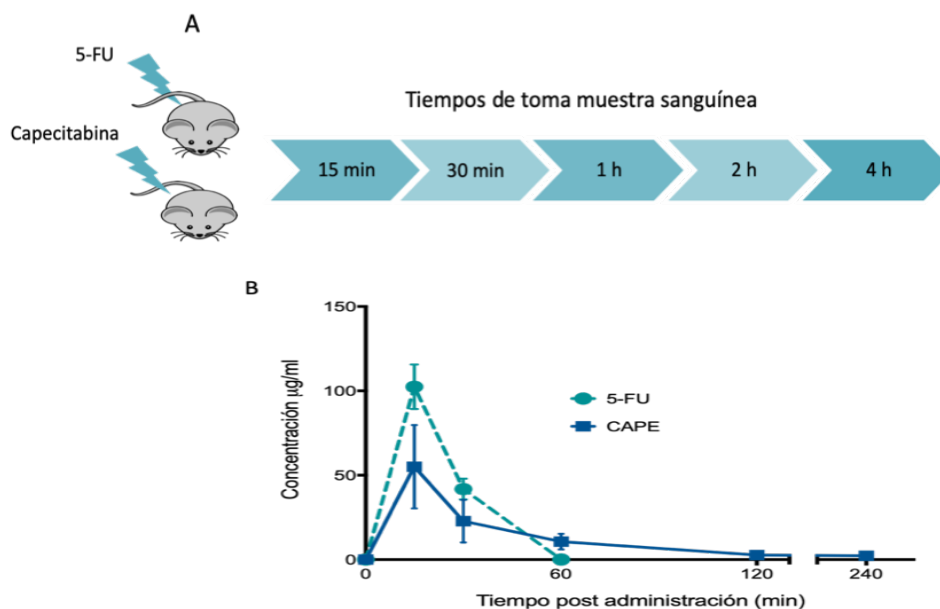 A
5-FU
Capecitabina
Tiempos de toma muestra sanguínea
15 min
30 min
1 h
2 h
4 h
B
Concentración µg/ml
150
100
50
0
5-FU
CAPE
0
60
120
240
Tiempo post administración (min)